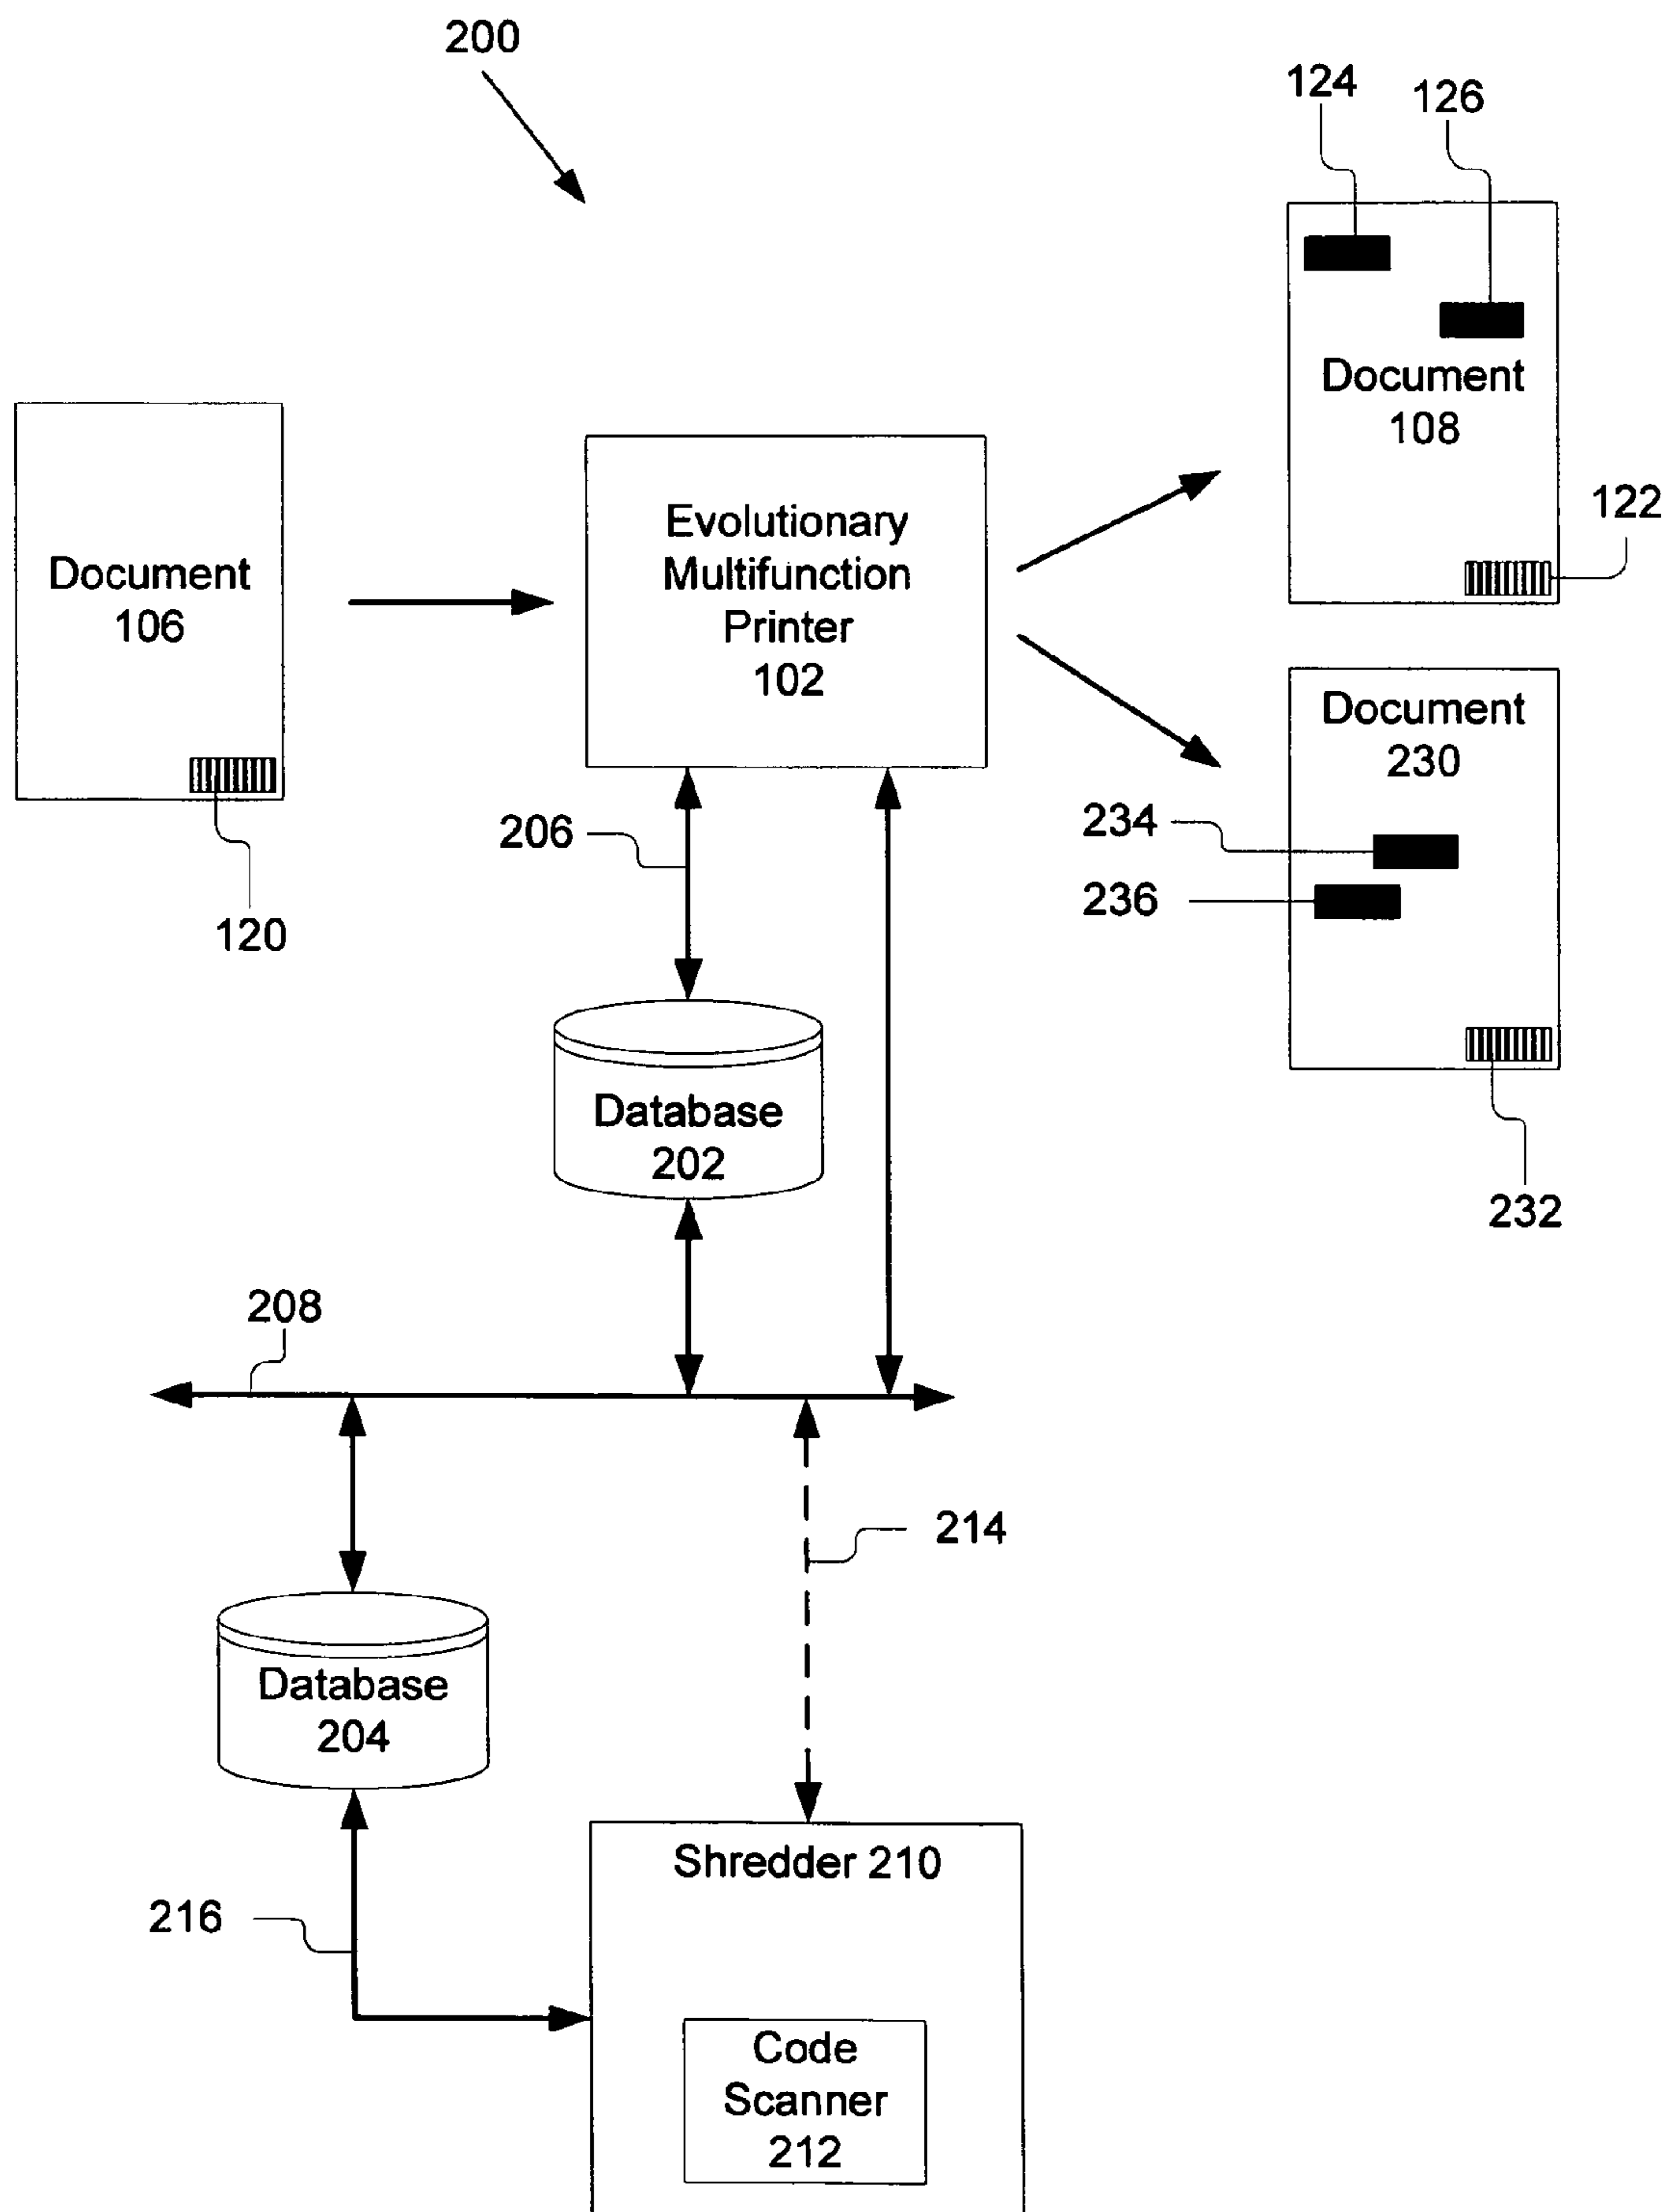 200
124
126
Document
108
122
Document
106
120
Evolutionary
Multifunction
Printer
102
Document
230
234
236
232
206
Database
202
208
214
Database
204
216
Shredder 210
Code
Scanner
212